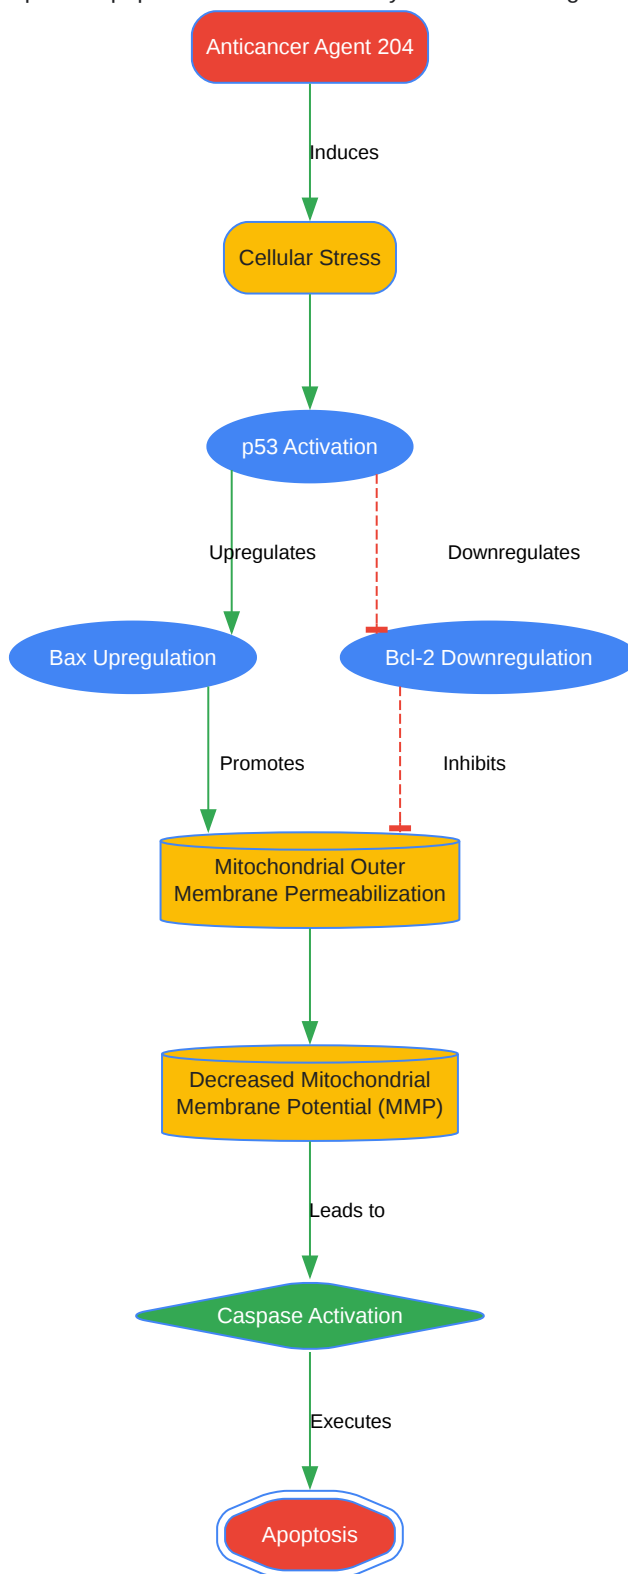 Anticancer Agent 204
Induces
Cellular Stress
p53 Activation
Upregulates
Downregulates
Bax Upregulation
Bcl-2 Downregulation
Promotes
Inhibits
Mitochondrial Outer
Membrane Permeabilization
Decreased Mitochondrial
Membrane Potential (MMP)
Leads to
Caspase Activation
Executes
Apoptosis